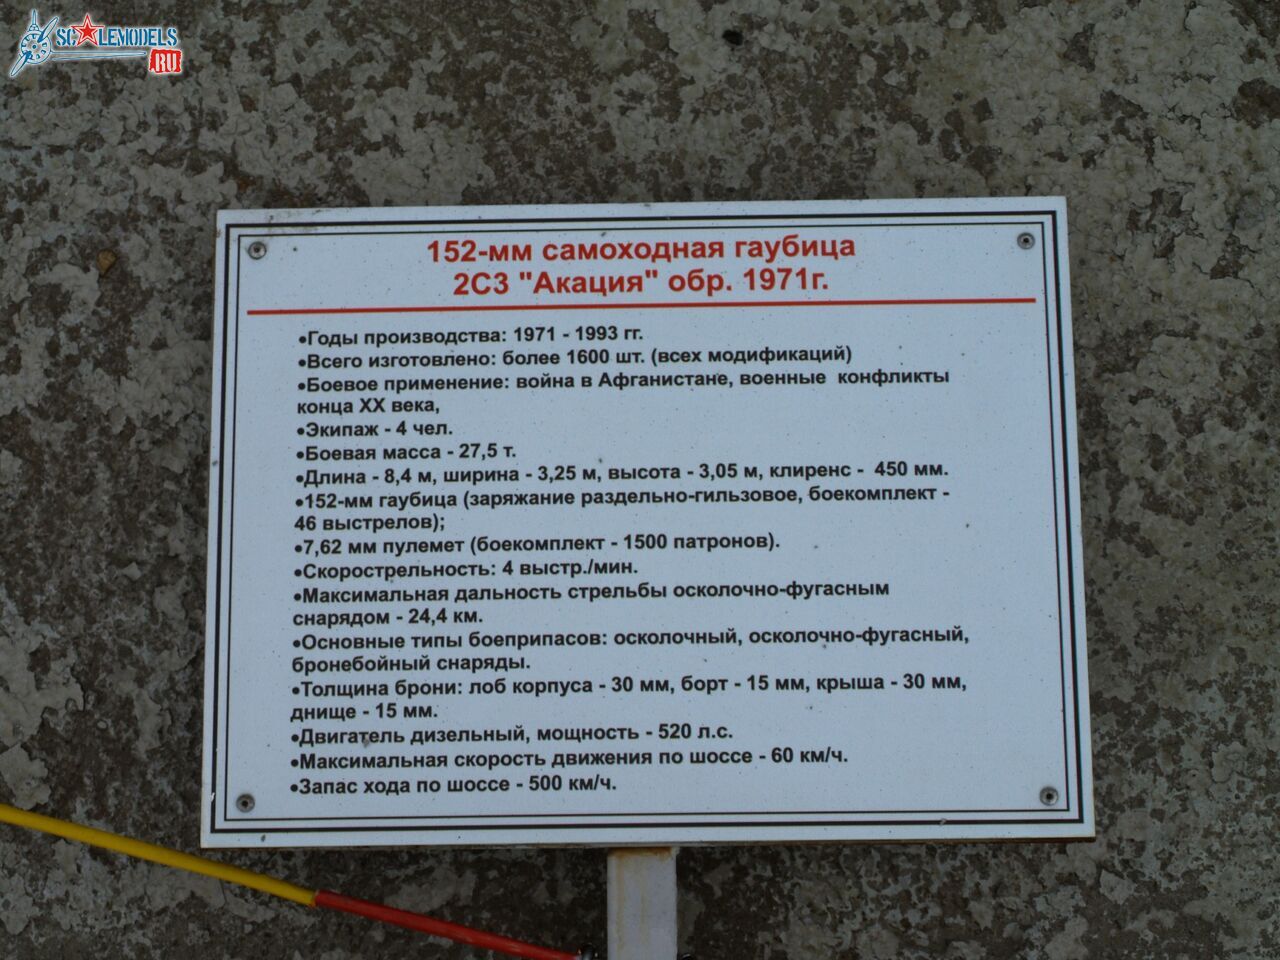 SCALEMODELS
RU
152-мм самоходная гаубица
2С3 "Акация" обр. 1971г.
•Годы производства: 1971 - 1993 гг.
•Всего изготовлено: более 1600 шт. (всех модификаций)
•Боевое применение: война в Афганистане, военные конфликты
конца XX века,
•Экипаж - 4 чел.
•Боевая масса - 27,5 т.
•Длина - 8,4 м, ширина - 3,25 м, высота - 3,05 м, клиренс - 450 мм.
•152-мм гаубица (заряжание раздельно-гильзовое, боекомплект -
46 выстрелов);
•7,62 мм пулемет (боекомплект - 1500 патронов).
•Скорострельность: 4 выстр./мин.
•Максимальная дальность стрельбы осколочно-фугасным
снарядом - 24,4 км.
•Основные типы боеприпасов: осколочный, осколочно-фугасный,
бронебойный снаряды.
•Толщина брони: лоб корпуса - 30 мм, борт - 15 мм, крыша - 30 мм,
днище - 15 мм.
•Двигатель дизельный, мощность - 520 л.с.
•Максимальная скорость движения по шоссе - 60 км/ч.
•Запас хода по шоссе - 500 км/ч.